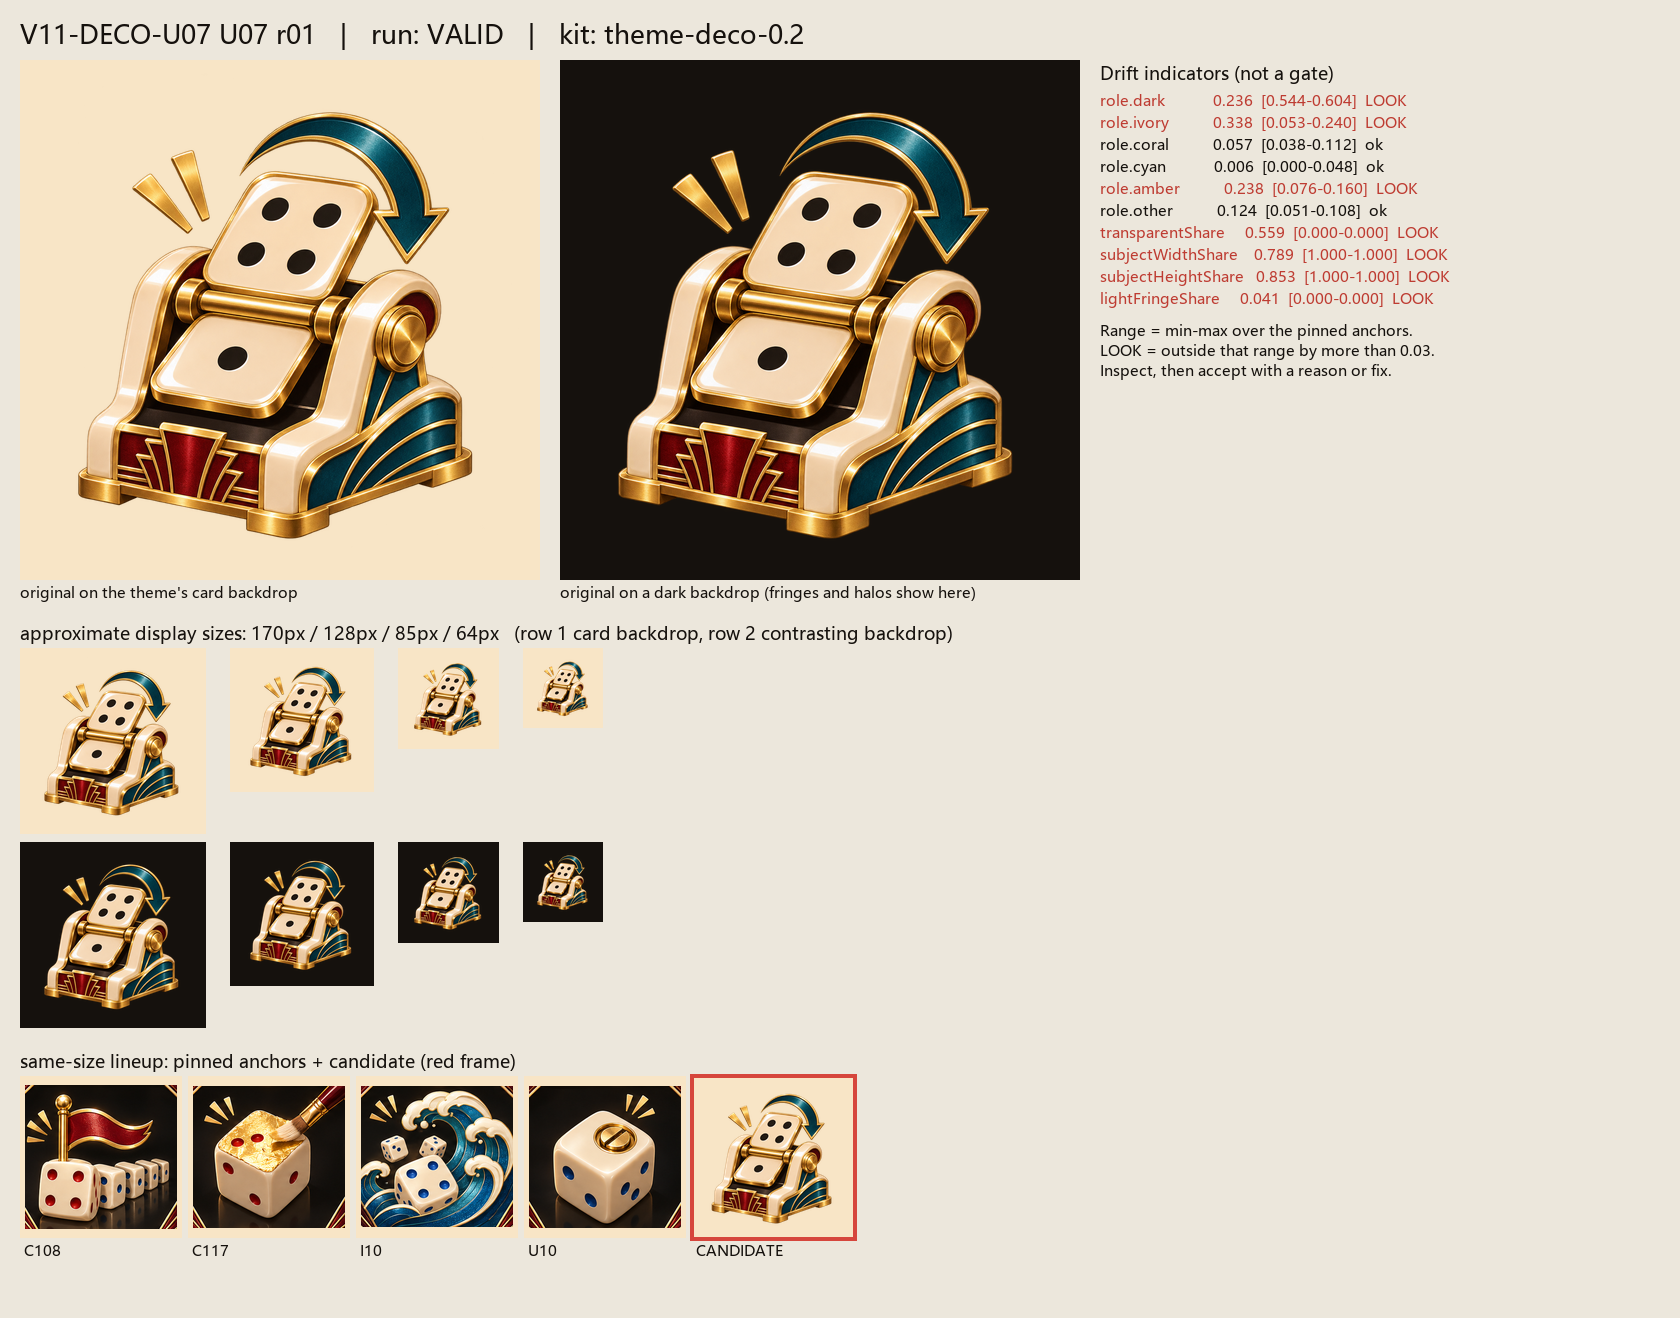 V11-DECO-U07 U07 r01 | run: VALID | kit: theme-deco-0.2
Drift indicators (not a gate)
role.dark 0.236 [0.544-0.604] LOOK
role.ivory 0.338 [0.053-0.240] LOOK
role.coral 0.057 [0.038-0.112] ok
role.cyan 0.006 [0.000-0.048] ok
role.amber 0.238 [0.076-0.160] LOOK
role.other 0.124 [0.051-0.108] ok
transparentShare 0.559 [0.000-0.000] LOOK
subjectWidthShare 0.789 [1.000-1.000] LOOK
subjectHeightShare 0.853 [1.000-1.000] LOOK
lightFringeShare 0.041 [0.000-0.000] LOOK
Range = min-max over the pinned anchors.
LOOK = outside that range by more than 0.03.
Inspect, then accept with a reason or fix.
original on the theme's card backdrop
original on a dark backdrop (fringes and halos show here)
approximate display sizes: 170px / 128px / 85px / 64px (row 1 card backdrop, row 2 contrasting backdrop)
same-size lineup: pinned anchors + candidate (red frame)
C108
C117
I10
U10
CANDIDATE